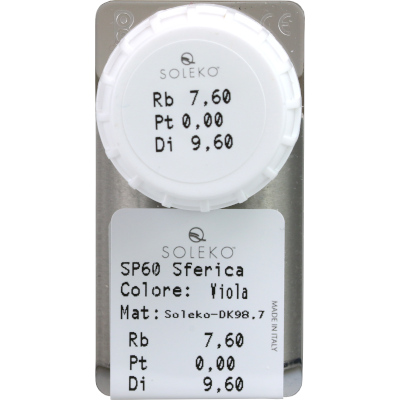 SOLEKO
Rb 7,60
Pt 0,00
Di 9,60
SOLEKO
SP60 Sferica
Colore: Viola
Mat: Soleko-DK98,7
Rb 7,60
Pt 0,00
Di 9,60
MADE IN ITALY